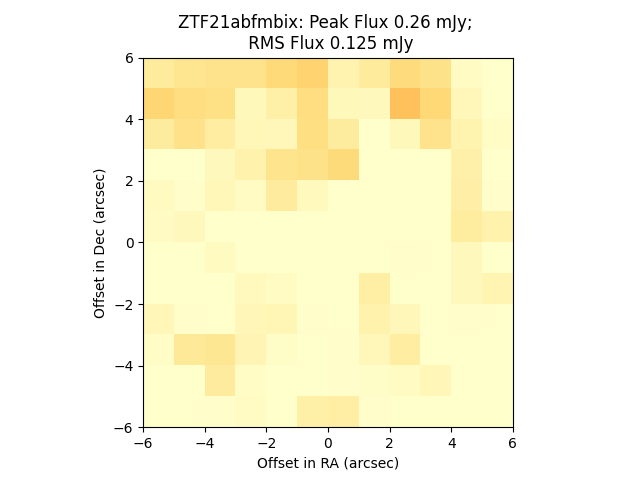 ZTF21abfmbix: Peak Flux 0.26 mJy;
RMS Flux 0.125 mJy
6
4
2
0
−2
−4
−6
Offset in Dec (arcsec)
−6 −4 −2 0 2 4 6
Offset in RA (arcsec)